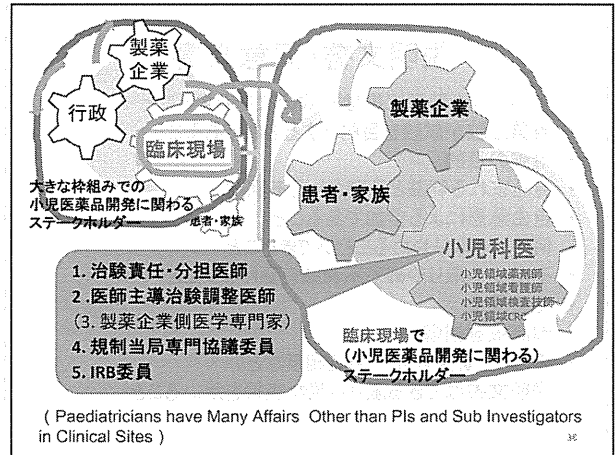 製薬
企業
行政
臨床現場
大きな枠組みでの
小児医薬品開発に関わる
ステークホルダー
患者・家族
製薬企業
患者・家族
小児科医
小児領域薬剤師
小児領域看護師
小児領域検査技師
小児領域CRC
1. 治験責任・分担医師
2. 医師主導治験調整医師
(3. 製薬企業側医学専門家)
4. 規制当局専門協議委員
5. IRB委員
臨床現場で
(小児医薬品開発に関わる)
ステークホルダー
( Paediatricians have Many Affairs Other than PIs and Sub Investigators
in Clinical Sites )